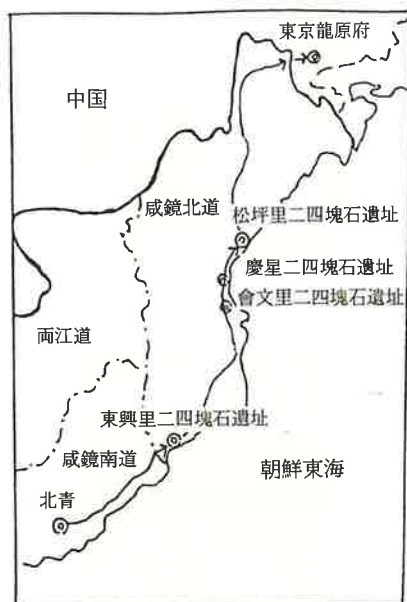 東京龍原府
中国
咸鏡北道
松坪里二四塊石遺址
慶星二四塊石遺址
會文里二四塊石遺址
両江道
東興里二四塊石遺址
咸鏡南道
朝鮮東海
北青